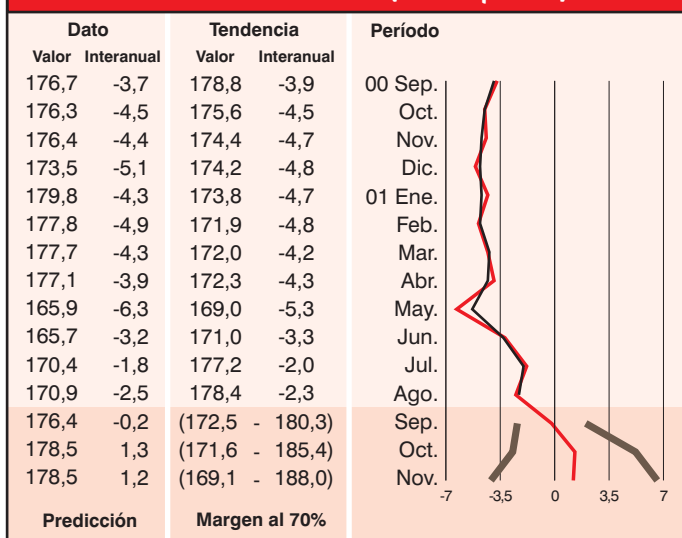 Dato Tendencia Período
Valor Interanual Valor Interanual
176,7 -3,7 178,8 -3,9 00 Sep.
176,3 -4,5 175,6 -4,5 Oct.
176,4 -4,4 174,4 -4,7 Nov.
173,5 -5,1 174,2 -4,8 Dic.
179,8 -4,3 173,8 -4,7 01 Ene.
177,8 -4,9 171,9 -4,8 Feb.
177,7 -4,3 172,0 -4,2 Mar.
177,1 -3,9 172,3 -4,3 Abr.
165,9 -6,3 169,0 -5,3 May.
165,7 -3,2 171,0 -3,3 Jun.
170,4 -1,8 177,2 -2,0 Jul.
170,9 -2,5 178,4 -2,3 Ago.
176,4 -0,2 (172,5 - 180,3) Sep.
178,5 1,3 (171,6 - 185,4) Oct.
178,5 1,2 (169,1 - 188,0) Nov.
-7 -3,5 0 3,5 7
Predicción Margen al 70%